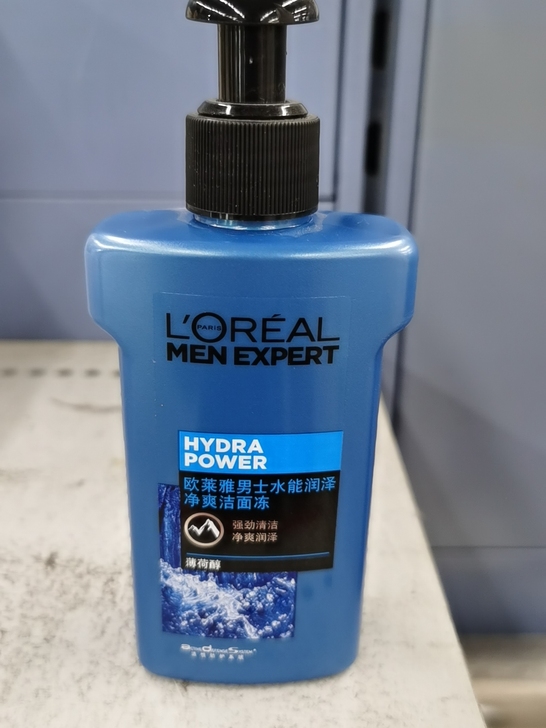 L'ORÉAL
PARIS
MEN EXPERT
HYDRA
POWER
欧莱雅男士水能润泽
净爽洁面冻
强劲清洁
净爽润泽
薄荷醇